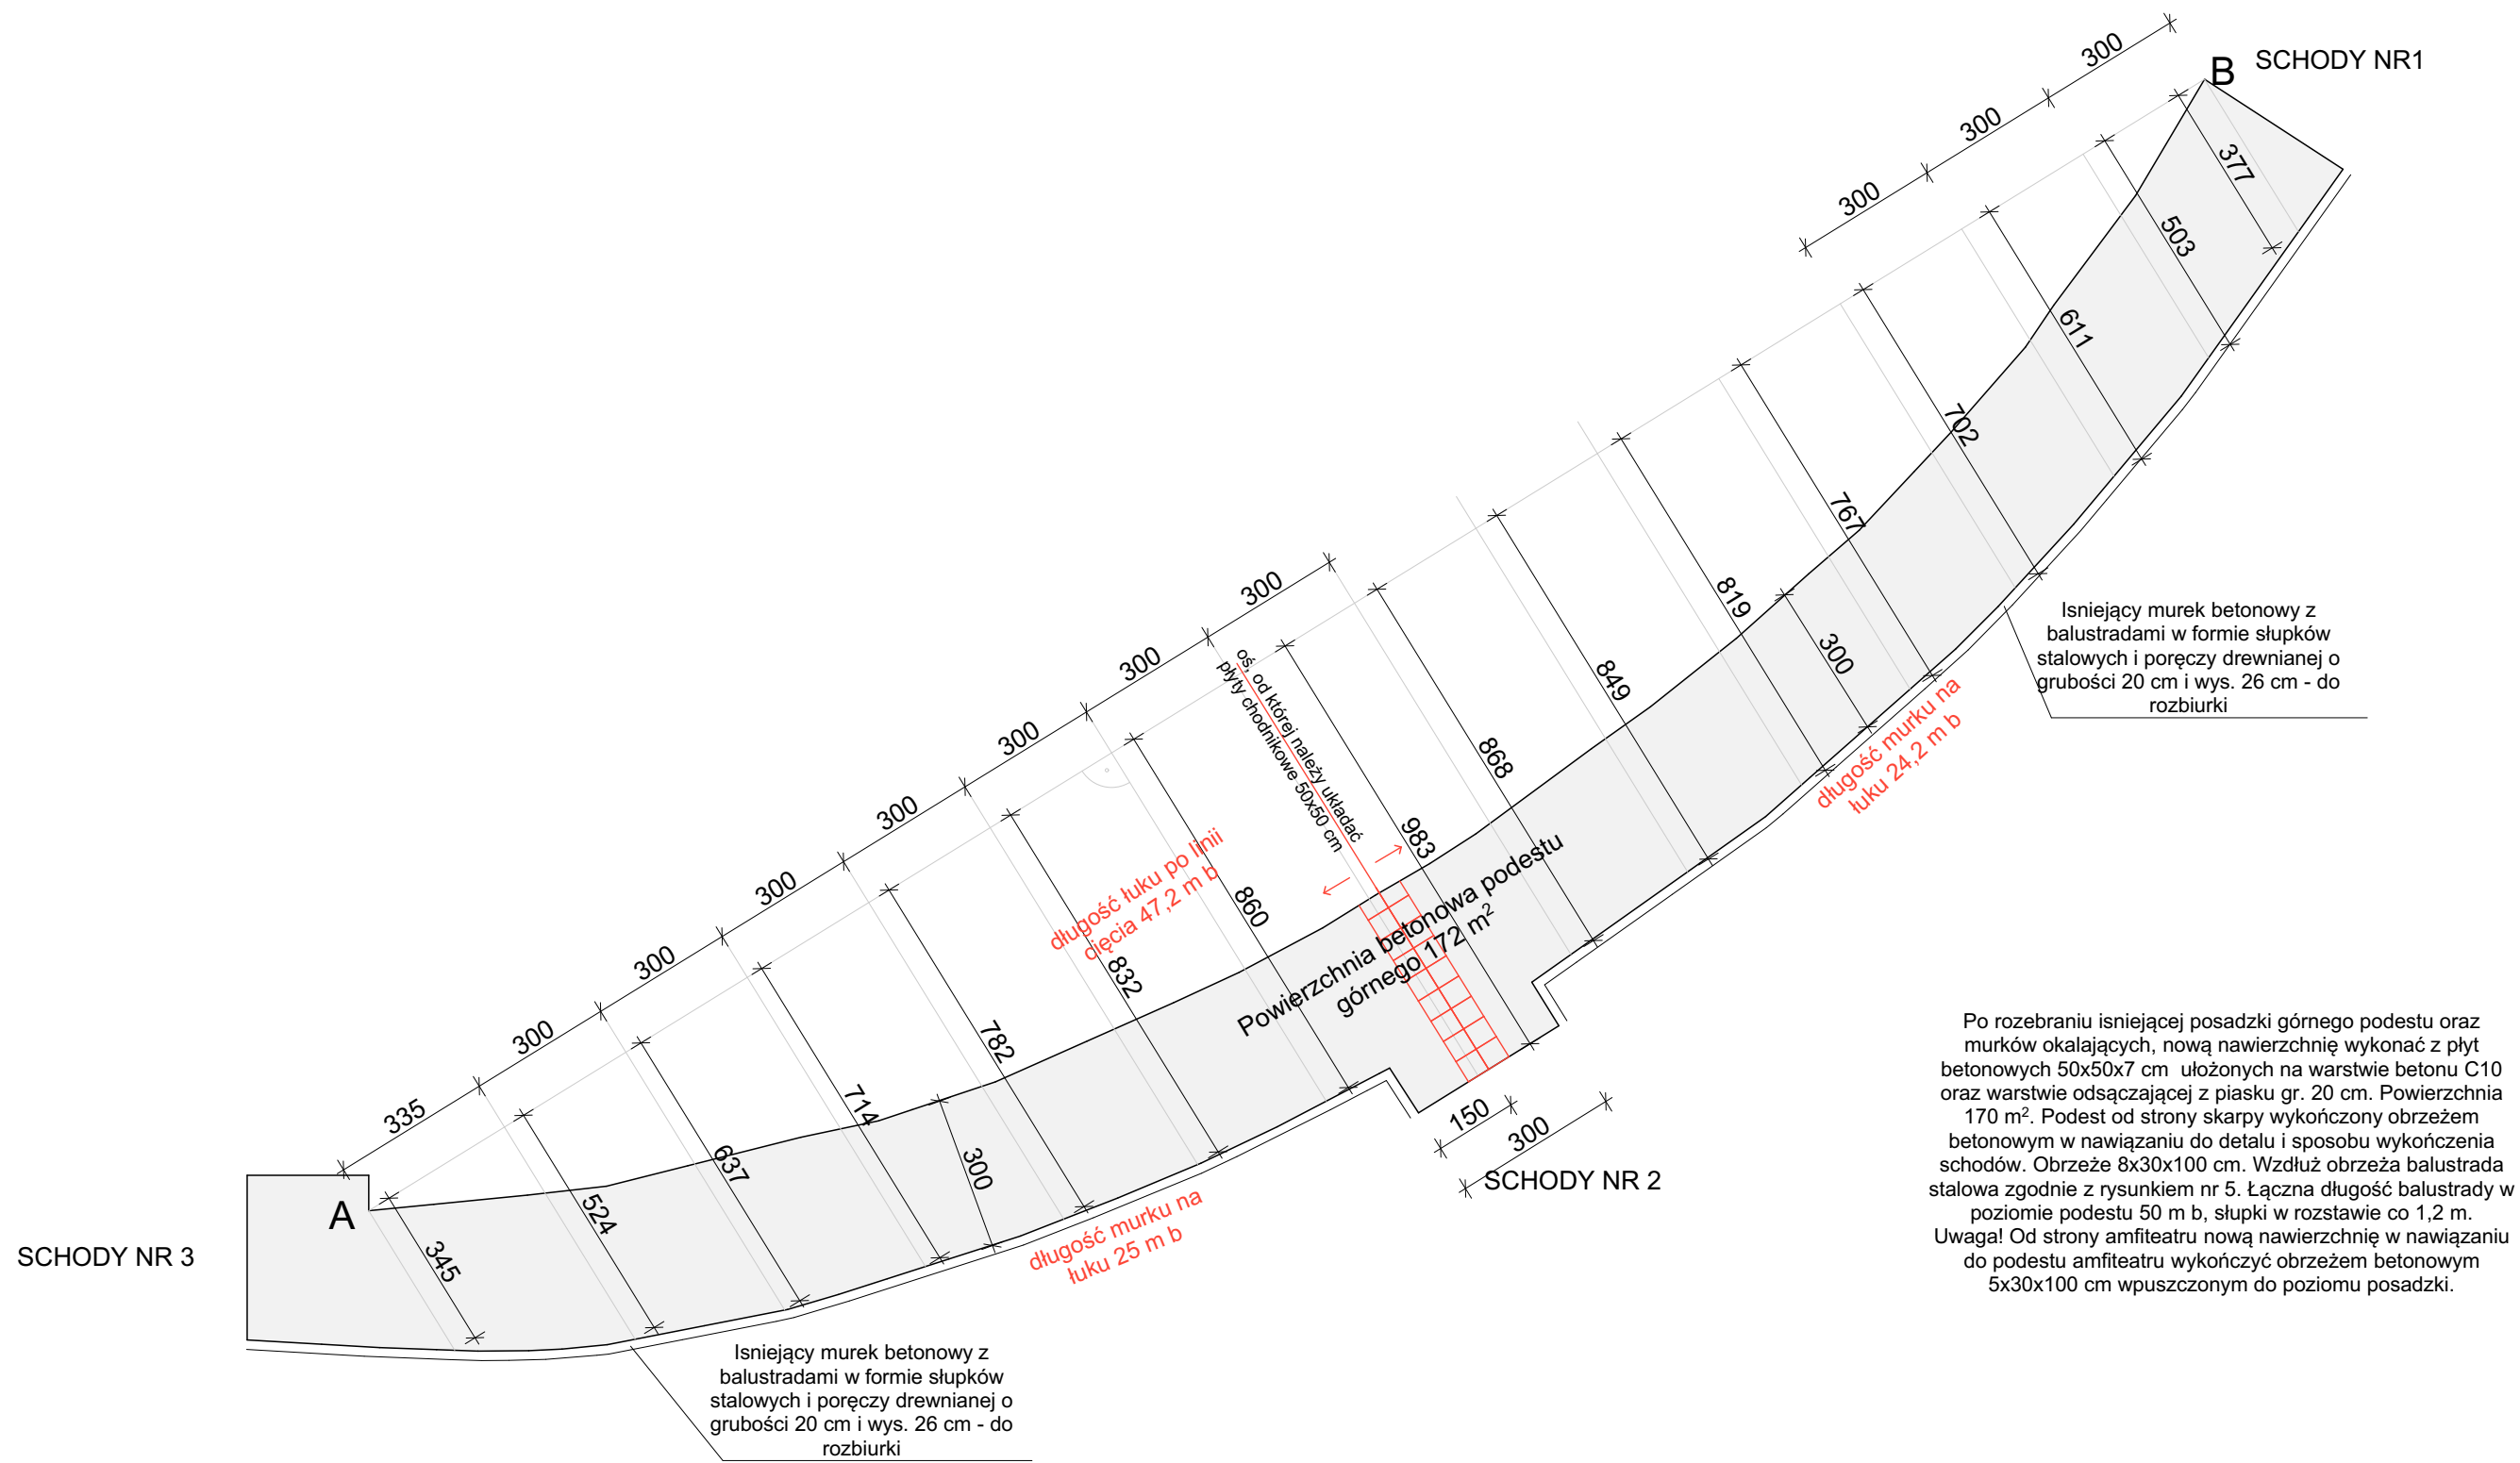 300
300
300
B
SCHODY NR1
377
503
611
702
767
819
849
868
983
860
832
782
714
637
524
345
300
300
300
300
300
300
300
300
335
300
300
oś, od której należy układać
płyty chodnikowe 50x50 cm
długość łuku po linii
cięcia 47,2 m b
Powierzchnia betonowa podestu
górnego 172 m²
długość murku na
łuku 24,2 m b
Isniejący murek betonowy z
balustradami w formie słupków
stalowych i poręczy drewnianej o
grubości 20 cm i wys. 26 cm - do
rozbiurki
150
300
SCHODY NR 2
A
SCHODY NR 3
długość murku na
łuku 25 m b
Isniejący murek betonowy z
balustradami w formie słupków
stalowych i poręczy drewnianej o
grubości 20 cm i wys. 26 cm - do
rozbiurki
Po rozebraniu isniejącej posadzki górnego podestu oraz
murków okalających, nową nawierzchnię wykonać z płyt
betonowych 50x50x7 cm ułożonych na warstwie betonu C10
oraz warstwie odsączającej z piasku gr. 20 cm. Powierzchnia
170 m². Podest od strony skarpy wykończony obrzeżem
betonowym w nawiązaniu do detalu i sposobu wykończenia
schodów. Obrzeże 8x30x100 cm. Wzdłuż obrzeża balustrada
stalowa zgodnie z rysunkiem nr 5. Łączna długość balustrady w
poziomie podestu 50 m b, słupki w rozstawie co 1,2 m.
Uwaga! Od strony amfiteatru nową nawierzchnię w nawiązaniu
do podestu amfiteatru wykończyć obrzeżem betonowym
5x30x100 cm wpuszczonym do poziomu posadzki.